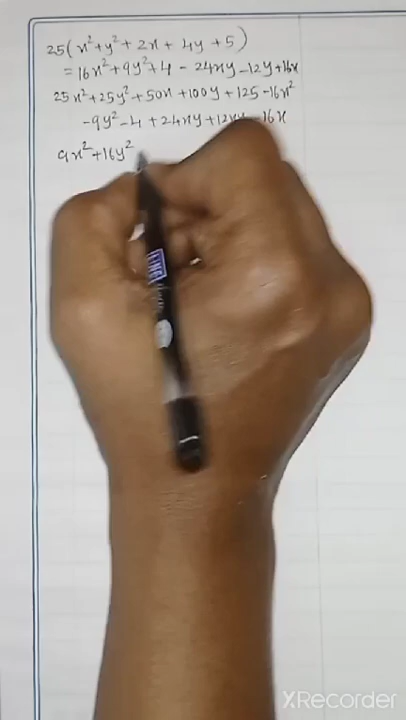 25(x²+y²+2x+4y+5)
=16x²+9y²+4-24xy-12y+16x
25x²+25y²+50x+100y+125-16x²
-9y²-4+24xy+12xy-16x
9x²+16y²
XRecorder